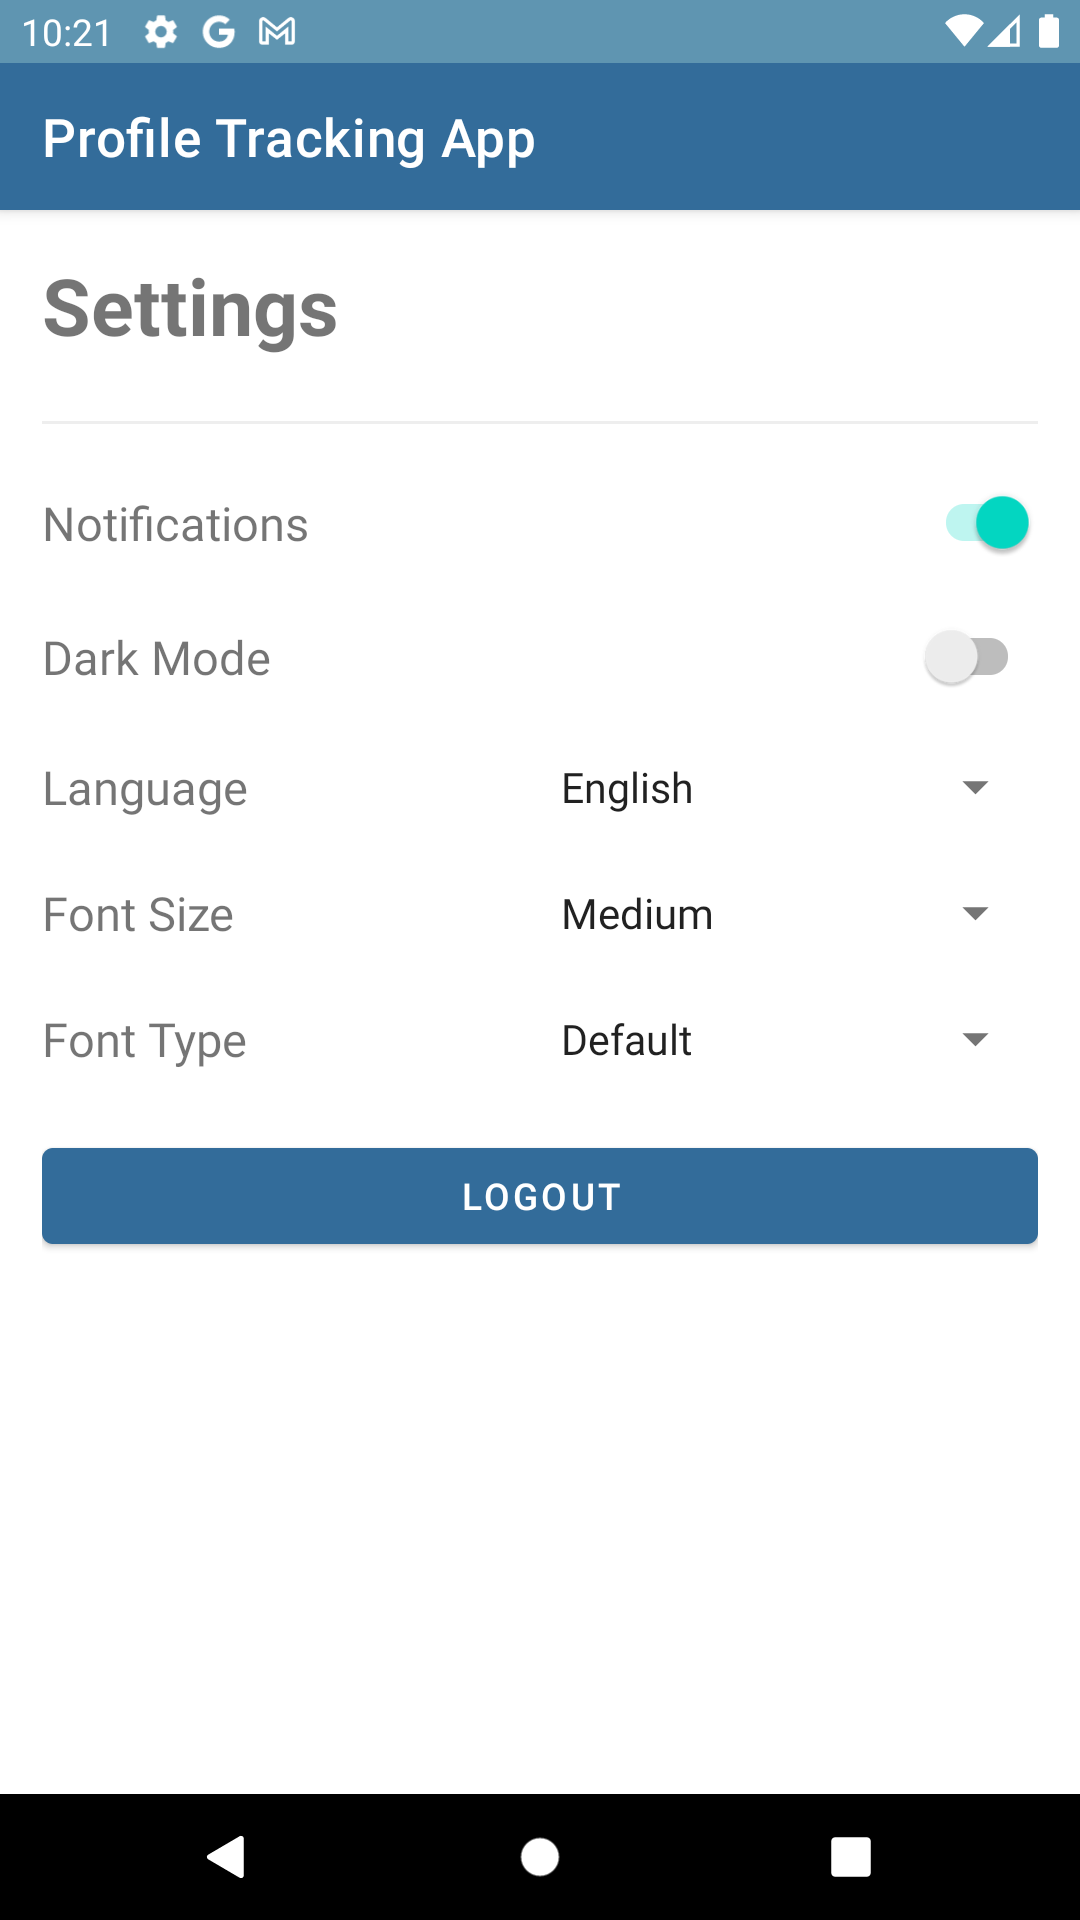 10:21
Profile Tracking App
Settings
Notifications
Dark Mode
Language English
Font Size Medium
Font Type Default
LOGOUT